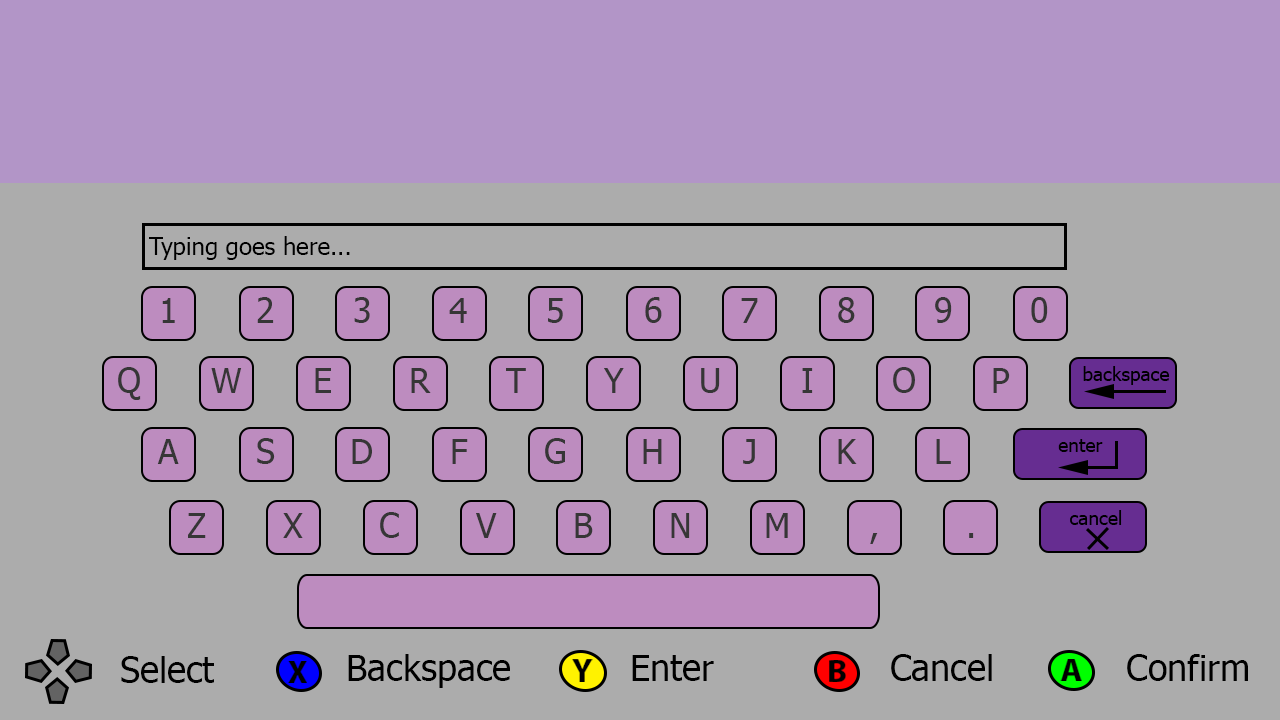 Typing goes here...
1 2 3 4 5 6 7 8 9 0
Q W E R T Y U I O P backspace
A S D F G H J K L enter
Z X C V B N M , . cancel
Select X Backspace Y Enter B Cancel A Confirm